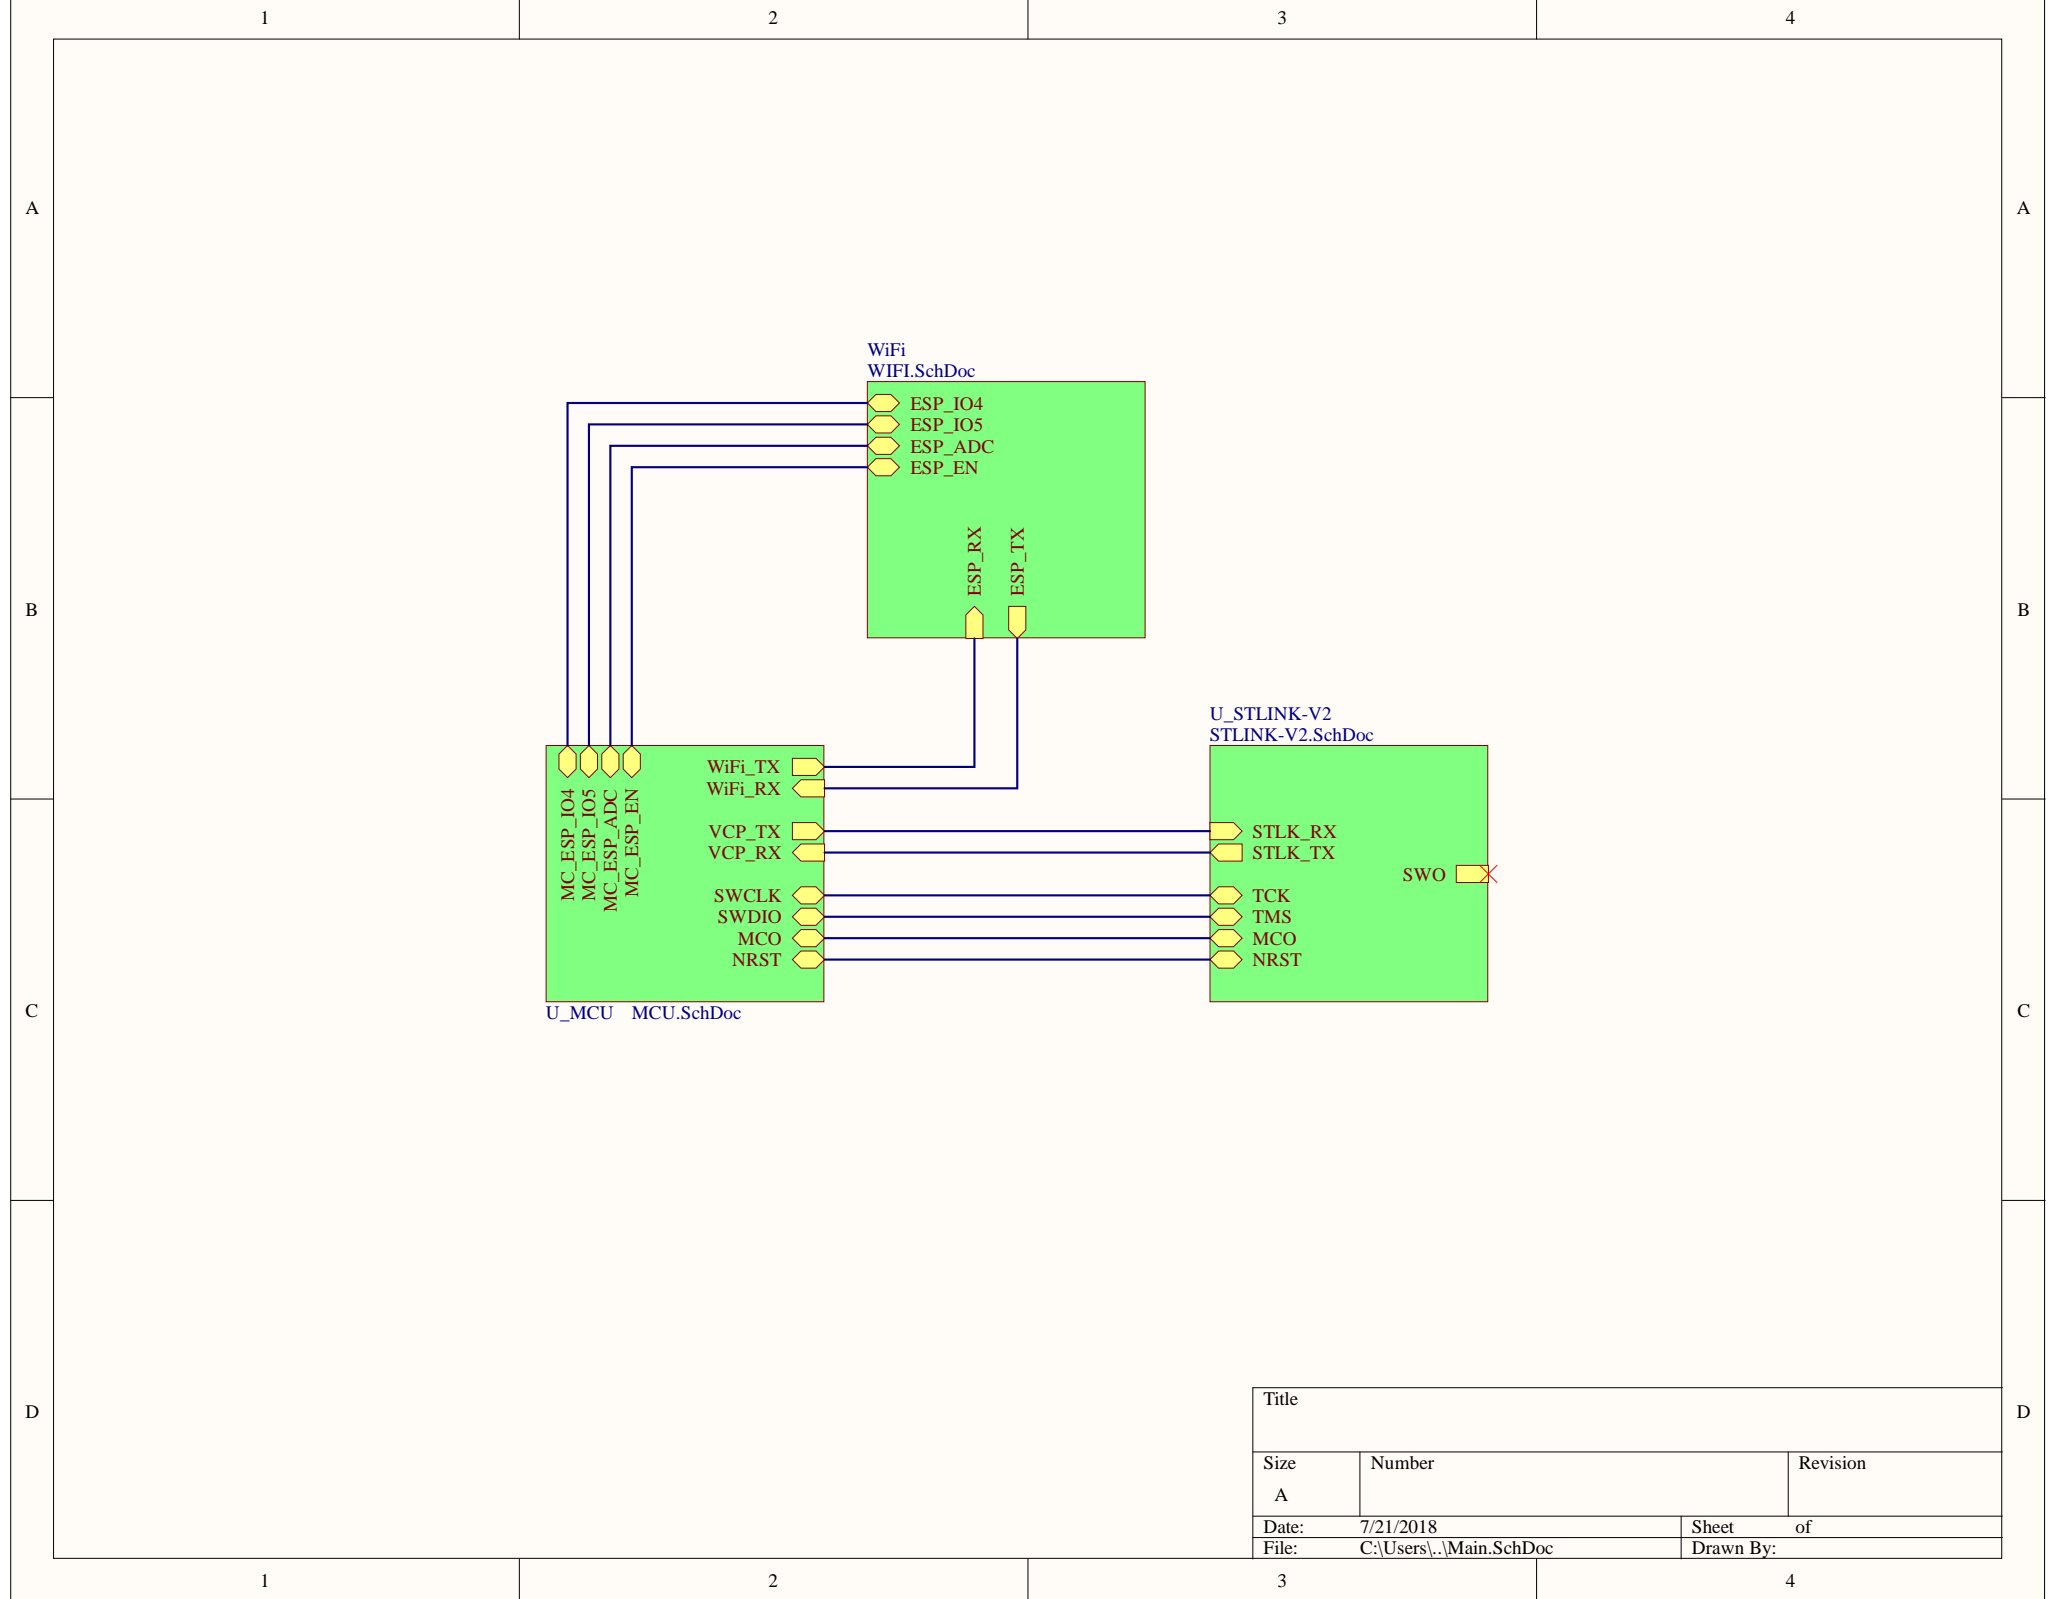 1 2 3 4
A A
WiFi
WIFI.SchDoc
ESP_IO4
ESP_IO5
ESP_ADC
ESP_EN
ESP_RX
ESP_TX
B B
U_STLINK-V2
STLINK-V2.SchDoc
MC_ESP_IO4
MC_ESP_IO5
MC_ESP_ADC
MC_ESP_EN
WiFi_TX
WiFi_RX
VCP_TX
VCP_RX
SWCLK
SWDIO
MCO
NRST
STLK_RX
STLK_TX
SWO
TCK
TMS
MCO
NRST
U_MCU MCU.SchDoc
C C
D D
Title
Size Number Revision
A
Date: 7/21/2018 Sheet of
File: C:\Users\..\Main.SchDoc Drawn By:
1 2 3 4